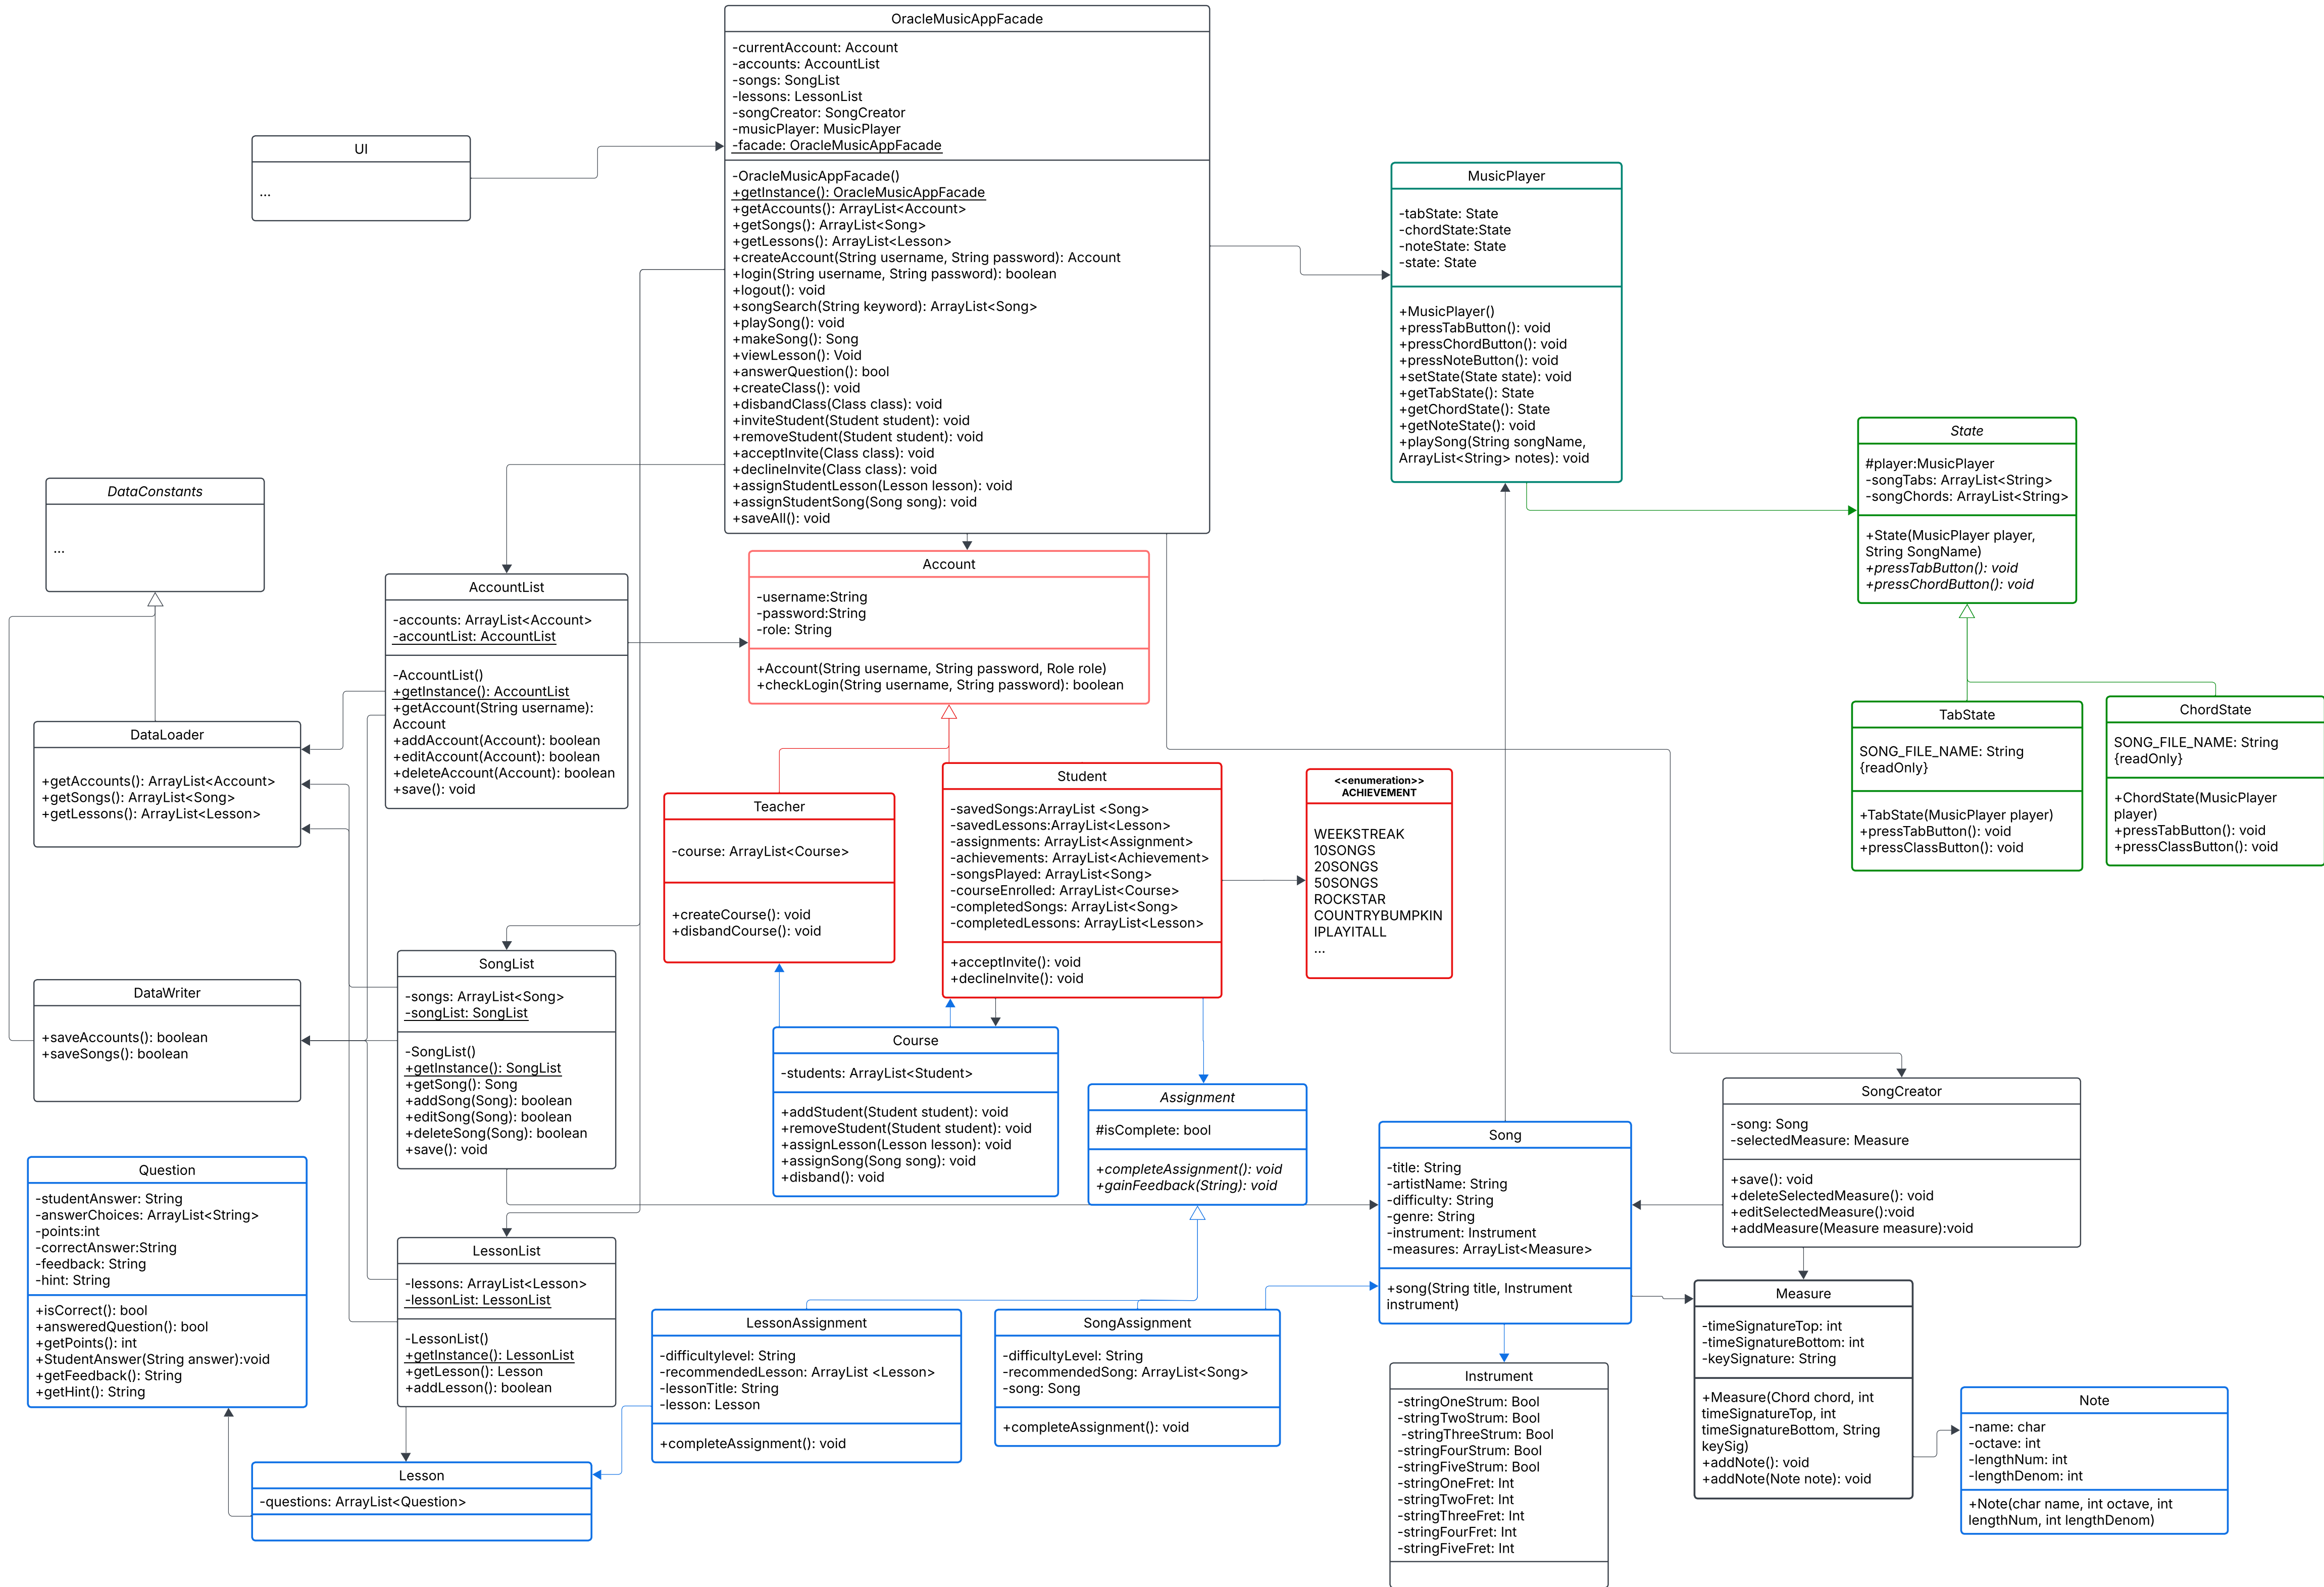 OracleMusicAppFacade
-currentAccount: Account
-accounts: AccountList
-songs: SongList
-lessons: LessonList
-songCreator: SongCreator
-musicPlayer: MusicPlayer
-facade: OracleMusicAppFacade
-OracleMusicAppFacade()
+getInstance(): OracleMusicAppFacade
+getAccounts(): ArrayList<Account>
+getSongs(): ArrayList<Song>
+getLessons(): ArrayList<Lesson>
+createAccount(String username, String password): Account
+login(String username, String password): boolean
+logout(): void
+songSearch(String keyword): ArrayList<Song>
+playSong(): void
+makeSong(): Song
+viewLesson(): Void
+answerQuestion(): bool
+createClass(): void
+disbandClass(Class class): void
+inviteStudent(Student student): void
+removeStudent(Student student): void
+acceptInvite(Class class): void
+declineInvite(Class class): void
+assignStudentLesson(Lesson lesson): void
+assignStudentSong(Song song): void
+saveAll(): void
UI
...
MusicPlayer
-tabState: State
-chordState:State
-noteState: State
-state: State
+MusicPlayer()
+pressTabButton(): void
+pressChordButton(): void
+pressNoteButton(): void
+setState(State state): void
+getTabState(): State
+getChordState(): State
+getNoteState(): void
+playSong(String songName,
ArrayList<String> notes): void
State
#player:MusicPlayer
-songTabs: ArrayList<String>
-songChords: ArrayList<String>
+State(MusicPlayer player,
String SongName)
+pressTabButton(): void
+pressChordButton(): void
DataConstants
...
AccountList
-accounts: ArrayList<Account>
-accountList: AccountList
-AccountList()
+getInstance(): AccountList
+getAccount(String username):
Account
+addAccount(Account): boolean
+editAccount(Account): boolean
+deleteAccount(Account): boolean
+save(): void
Account
-username:String
-password:String
-role: String
+Account(String username, String password, Role role)
+checkLogin(String username, String password): boolean
TabState
SONG_FILE_NAME: String
{readOnly}
+TabState(MusicPlayer player)
+pressTabButton(): void
+pressClassButton(): void
ChordState
SONG_FILE_NAME: String
{readOnly}
+ChordState(MusicPlayer
player)
+pressTabButton(): void
+pressClassButton(): void
DataLoader
+getAccounts(): ArrayList<Account>
+getSongs(): ArrayList<Song>
+getLessons(): ArrayList<Lesson>
Teacher
-course: ArrayList<Course>
+createCourse(): void
+disbandCourse(): void
Student
-savedSongs:ArrayList <Song>
-savedLessons:ArrayList<Lesson>
-assignments: ArrayList<Assignment>
-achievements: ArrayList<Achievement>
-songsPlayed: ArrayList<Song>
-courseEnrolled: ArrayList<Course>
-completedSongs: ArrayList<Song>
-completedLessons: ArrayList<Lesson>
+acceptInvite(): void
+declineInvite(): void
<<enumeration>>
ACHIEVEMENT
WEEKSTREAK
10SONGS
20SONGS
50SONGS
ROCKSTAR
COUNTRYBUMPKIN
IPLAYITALL
...
SongList
-songs: ArrayList<Song>
-songList: SongList
-SongList()
+getInstance(): SongList
+getSong(): Song
+addSong(Song): boolean
+editSong(Song): boolean
+deleteSong(Song): boolean
+save(): void
DataWriter
+saveAccounts(): boolean
+saveSongs(): boolean
Course
-students: ArrayList<Student>
+addStudent(Student student): void
+removeStudent(Student student): void
+assignLesson(Lesson lesson): void
+assignSong(Song song): void
+disband(): void
Assignment
#isComplete: bool
+completeAssignment(): void
+gainFeedback(String): void
Song
-title: String
-artistName: String
-difficulty: String
-genre: String
-instrument: Instrument
-measures: ArrayList<Measure>
+song(String title, Instrument
instrument)
SongCreator
-song: Song
-selectedMeasure: Measure
+save(): void
+deleteSelectedMeasure(): void
+editSelectedMeasure():void
+addMeasure(Measure measure):void
Question
-studentAnswer: String
-answerChoices: ArrayList<String>
-points:int
-correctAnswer:String
-feedback: String
-hint: String
+isCorrect(): bool
+answeredQuestion(): bool
+getPoints(): int
+StudentAnswer(String answer):void
+getFeedback(): String
+getHint(): String
LessonList
-lessons: ArrayList<Lesson>
-lessonList: LessonList
-LessonList()
+getInstance(): LessonList
+getLesson(): Lesson
+addLesson(): boolean
LessonAssignment
-difficultylevel: String
-recommendedLesson: ArrayList <Lesson>
-lessonTitle: String
-lesson: Lesson
+completeAssignment(): void
SongAssignment
-difficultyLevel: String
-recommendedSong: ArrayList<Song>
-song: Song
+completeAssignment(): void
Measure
-timeSignatureTop: int
-timeSignatureBottom: int
-keySignature: String
+Measure(Chord chord, int
timeSignatureTop, int
timeSignatureBottom, String
keySig)
+addNote(): void
+addNote(Note note): void
Instrument
-stringOneStrum: Bool
-stringTwoStrum: Bool
-stringThreeStrum: Bool
-stringFourStrum: Bool
-stringFiveStrum: Bool
-stringOneFret: Int
-stringTwoFret: Int
-stringThreeFret: Int
-stringFourFret: Int
-stringFiveFret: Int
Note
-name: char
-octave: int
-lengthNum: int
-lengthDenom: int
+Note(char name, int octave, int
lengthNum, int lengthDenom)
Lesson
-questions: ArrayList<Question>